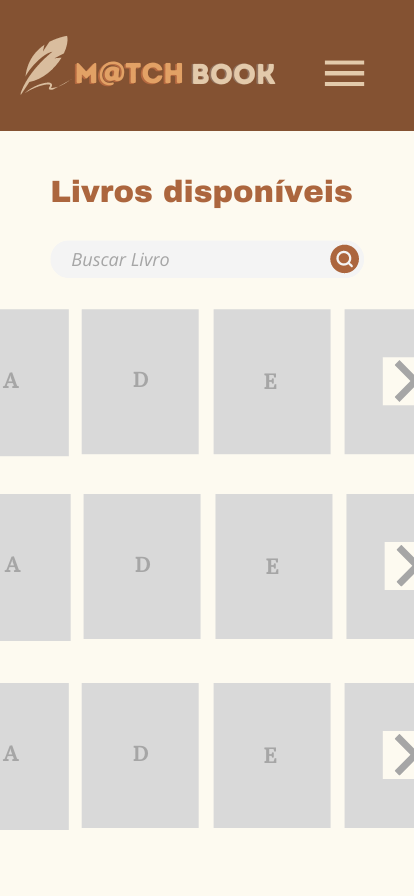 M@TCH BOOK
Livros disponíveis
Buscar Livro
A D E
A D E
A D E